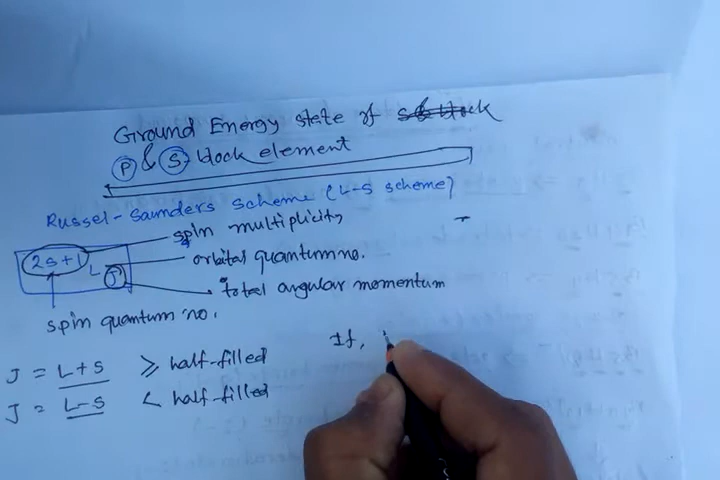 Ground Energy state of s-block
P & S block element
Russel-Saunders scheme (L-S scheme)
spin multiplicity
2s+1 L J
orbital quantum no.
total angular momentum
spin quantum no.
J = L+S ≥ half-filled
If,
J = L-S < half-filled